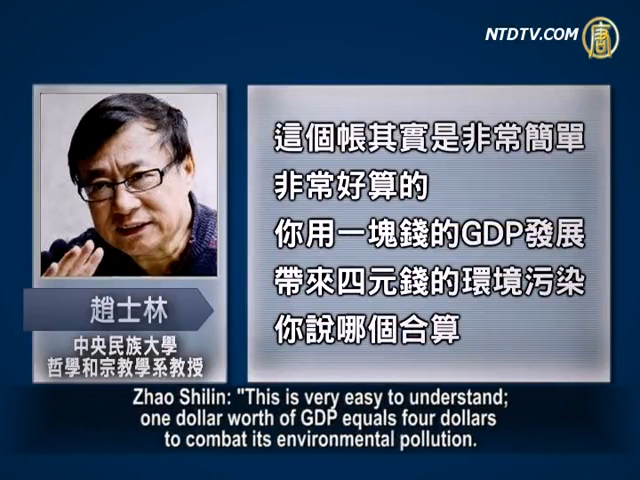 NTDTV.COM
唐
這個帳其實是非常簡單
非常好算的
你用一塊錢的GDP發展
帶來四元錢的環境污染
你說哪個合算
趙士林
中央民族大學
哲學和宗教學系教授
Zhao Shilin: "This is very easy to understand;
one dollar worth of GDP equals four dollars
to combat its environmental pollution.